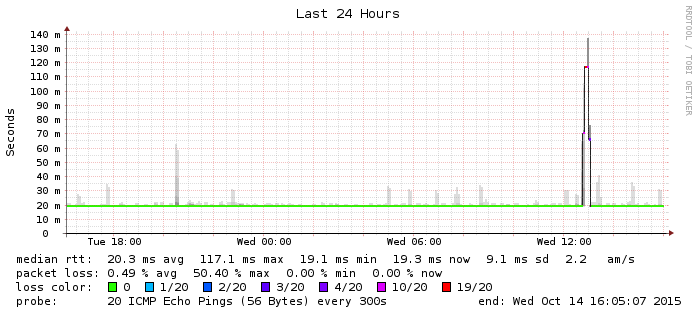 Last 24 Hours
RRDTOOL / TOBI OETIKER
Seconds
140 m
130 m
120 m
110 m
100 m
90 m
80 m
70 m
60 m
50 m
40 m
30 m
20 m
10 m
0
Tue 18:00 Wed 00:00 Wed 06:00 Wed 12:00
median rtt: 20.3 ms avg 117.1 ms max 19.1 ms min 19.3 ms now 9.1 ms sd 2.2 am/s
packet loss: 0.49 % avg 50.40 % max 0.00 % min 0.00 % now
loss color: 0 1/20 2/20 3/20 4/20 10/20 19/20
probe: 20 ICMP Echo Pings (56 Bytes) every 300s end: Wed Oct 14 16:05:07 2015